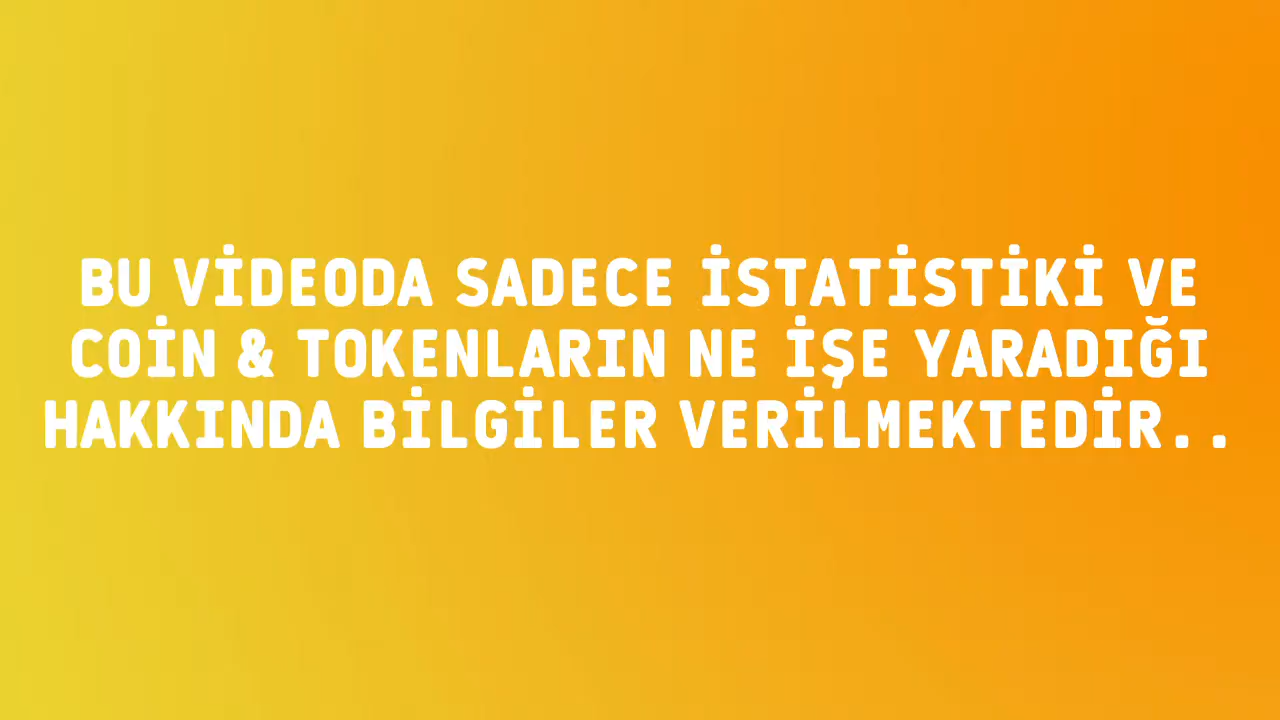 BU VİDEODA SADECE İSTATİSTİKİ VE
COİN & TOKENLARIN NE İŞE YARADIĞI
HAKKINDA BİLGİLER VERİLMEKTEDİR..